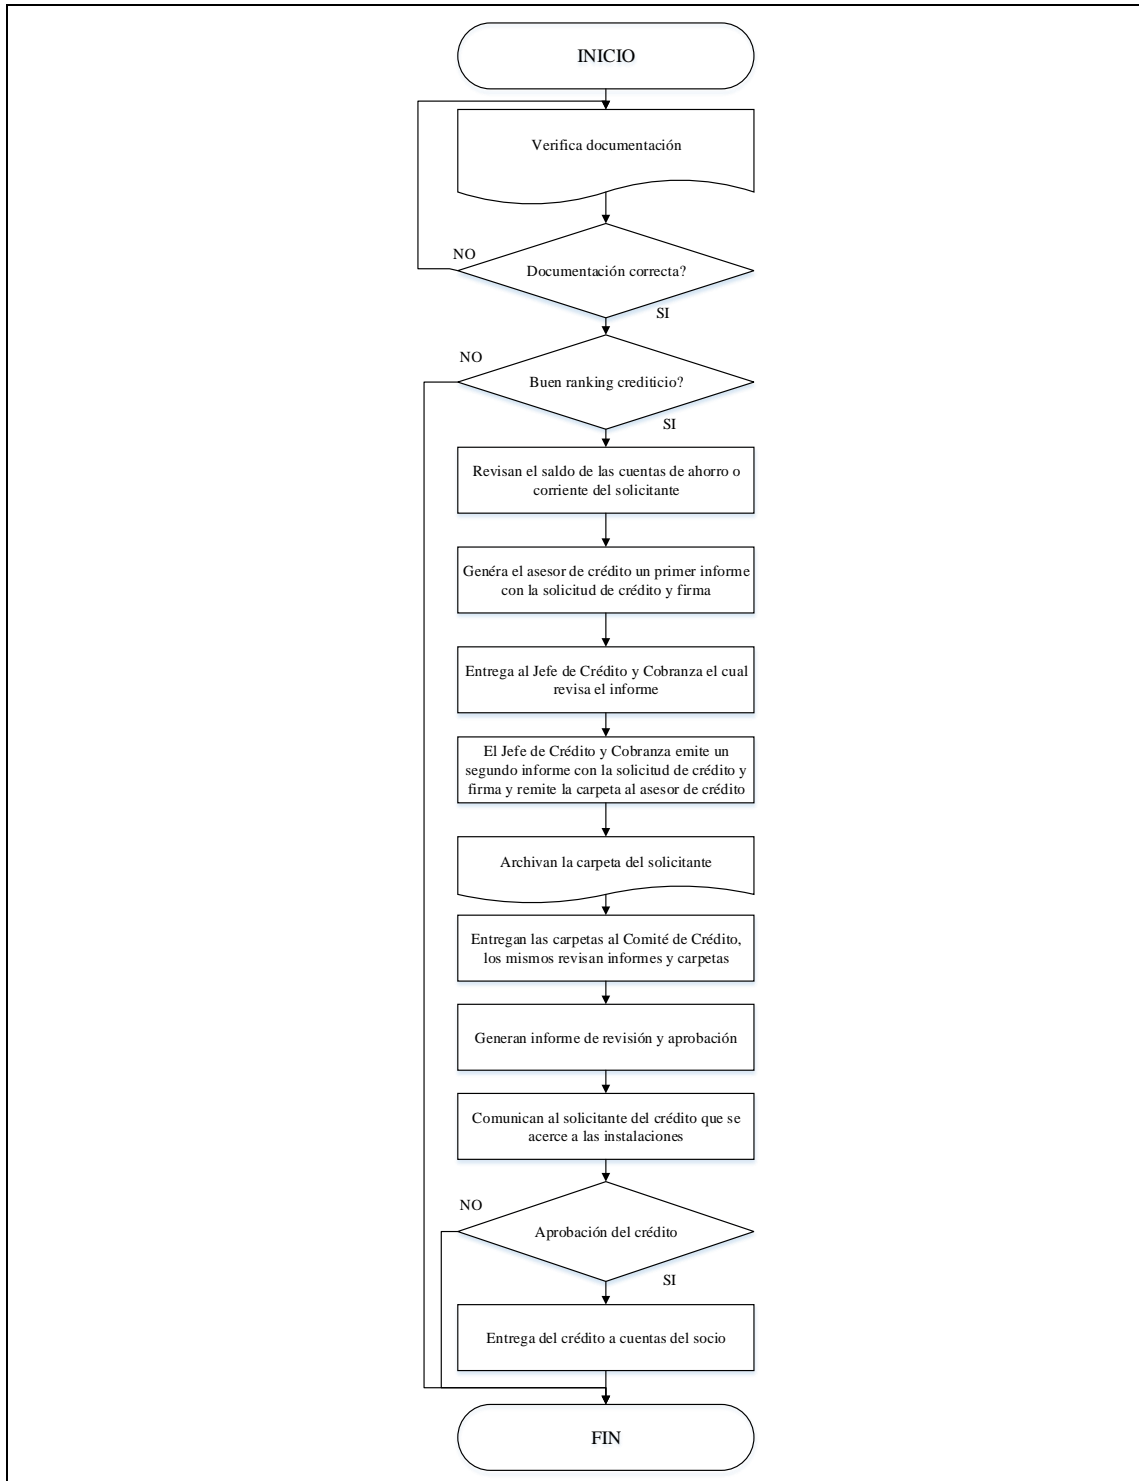 INICIO
Verifica documentación
NO
Documentación correcta?
SI
NO
Buen ranking crediticio?
SI
Revisan el saldo de las cuentas de ahorro o
corriente del solicitante
Genéra el asesor de crédito un primer informe
con la solicitud de crédito y firma
Entrega al Jefe de Crédito y Cobranza el cual
revisa el informe
El Jefe de Crédito y Cobranza emite un
segundo informe con la solicitud de crédito y
firma y remite la carpeta al asesor de crédito
Archivan la carpeta del solicitante
Entregan las carpetas al Comité de Crédito,
los mismos revisan informes y carpetas
Generan informe de revisión y aprobación
Comunican al solicitante del crédito que se
acerce a las instalaciones
NO
Aprobación del crédito
SI
Entrega del crédito a cuentas del socio
FIN